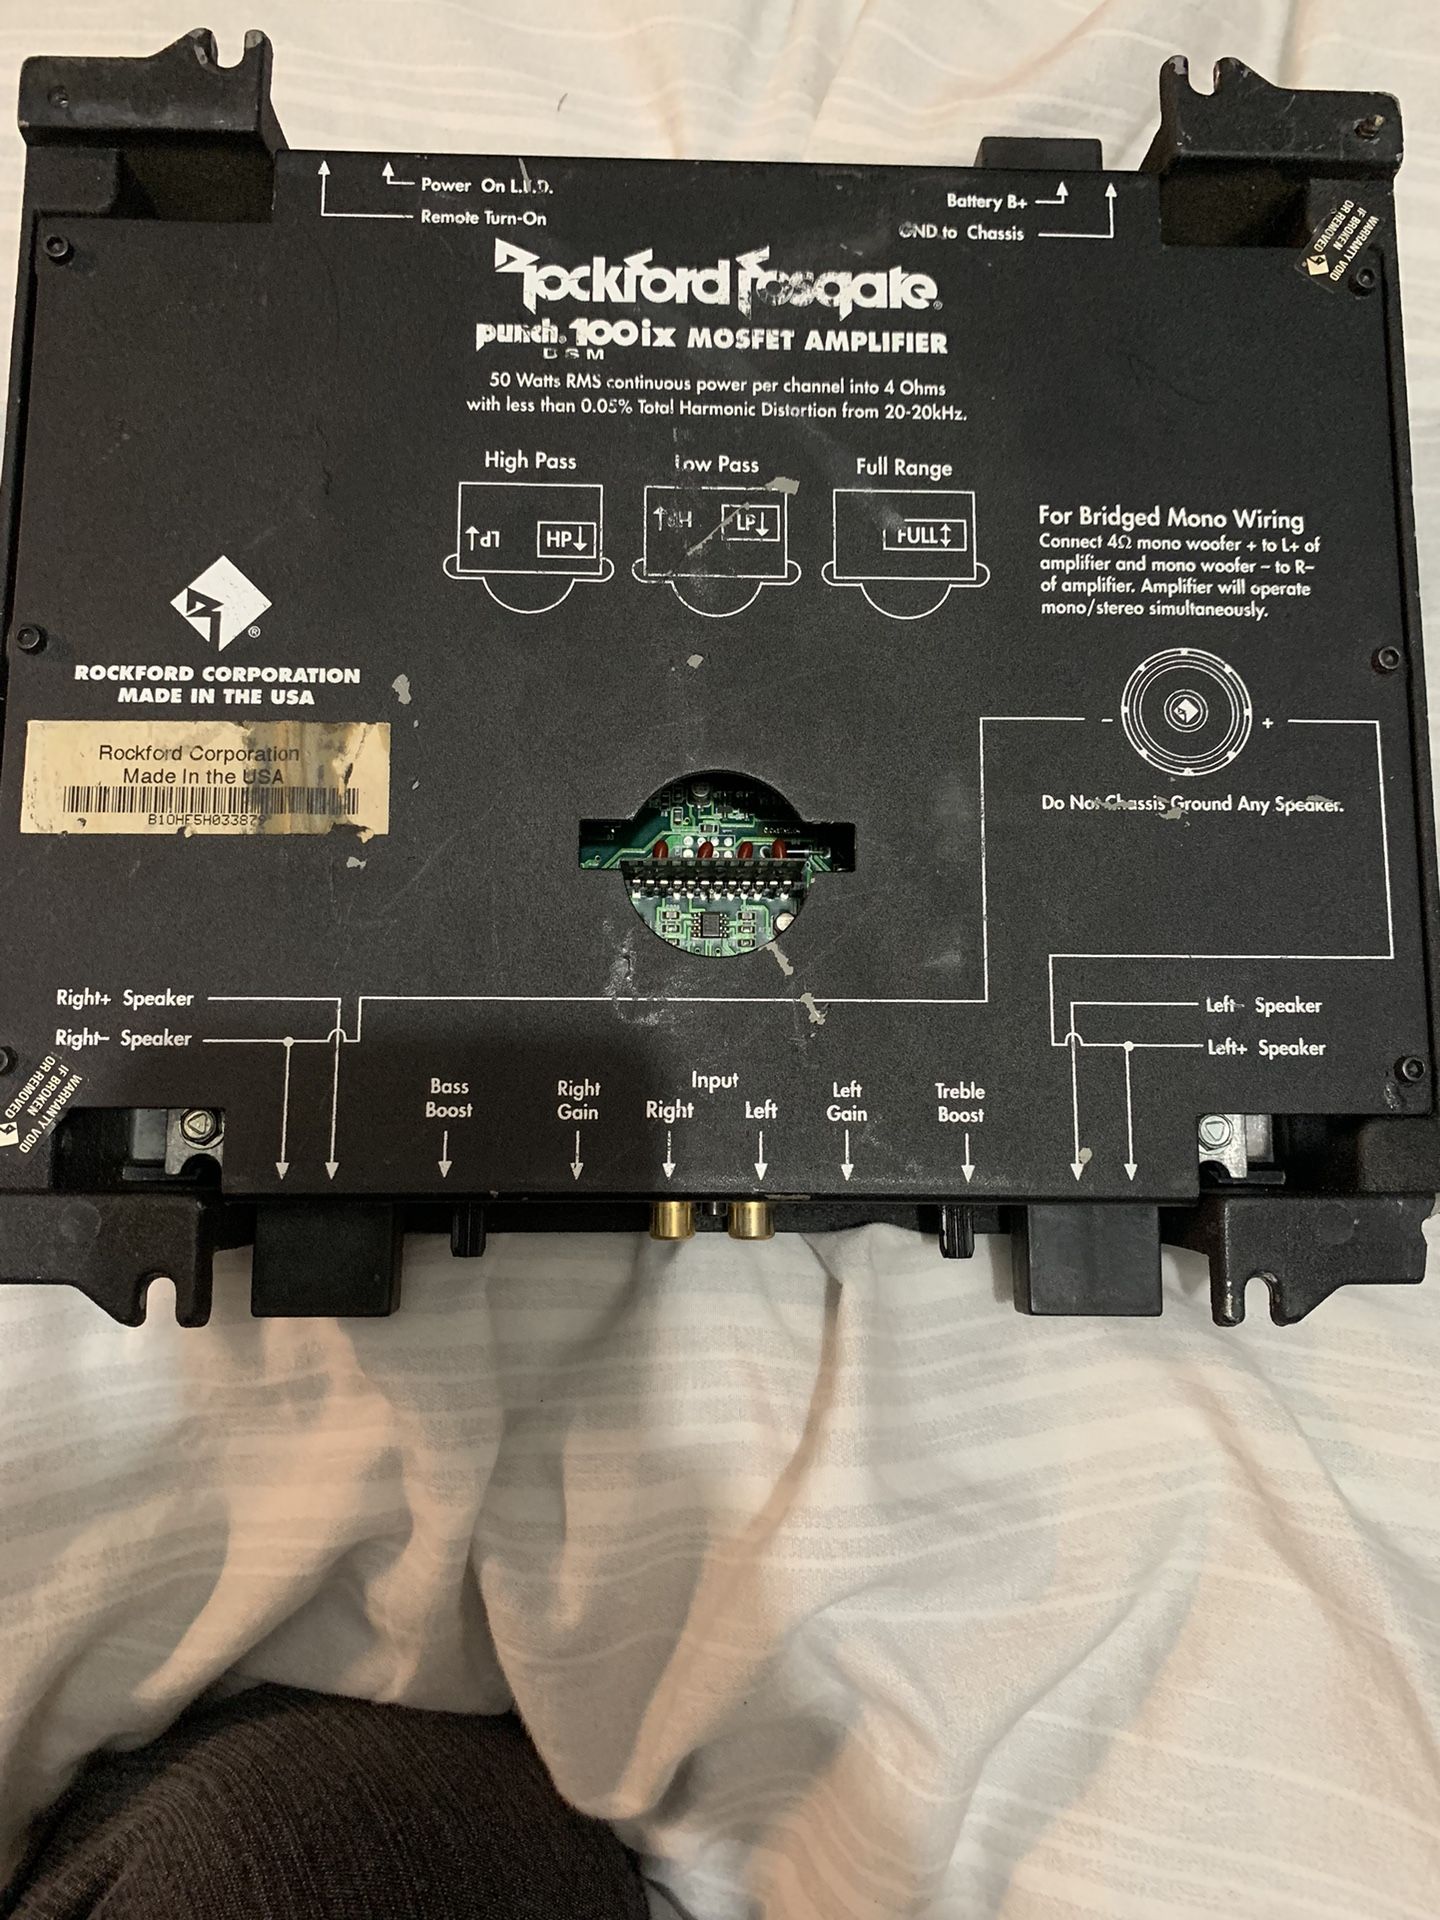 Power On L.E.D.
Remote Turn-On
Battery B+
GND to Chassis
WARRANTY VOID
IF BROKEN
OR REMOVED
Rockford Fosgate®
punch® 100ix MOSFET AMPLIFIER
DSM
50 Watts RMS continuous power per channel into 4 Ohms
with less than 0.05% Total Harmonic Distortion from 20-20kHz.
High Pass
Low Pass
Full Range
LP↓
HP↓
HP↓
LP↓
FULL↕
For Bridged Mono Wiring
Connect 4Ω mono woofer + to L+ of
amplifier and mono woofer – to R–
of amplifier. Amplifier will operate
mono/stereo simultaneously.
®
ROCKFORD CORPORATION
MADE IN THE USA
Rockford Corporation
Made In the USA
B10HF5H033879
–
+
Do Not Chassis Ground Any Speaker.
Right+ Speaker
Right– Speaker
Left– Speaker
Left+ Speaker
WARRANTY VOID
IF BROKEN
OR REMOVED
Bass
Boost
Right
Gain
Input
Right
Left
Left
Gain
Treble
Boost